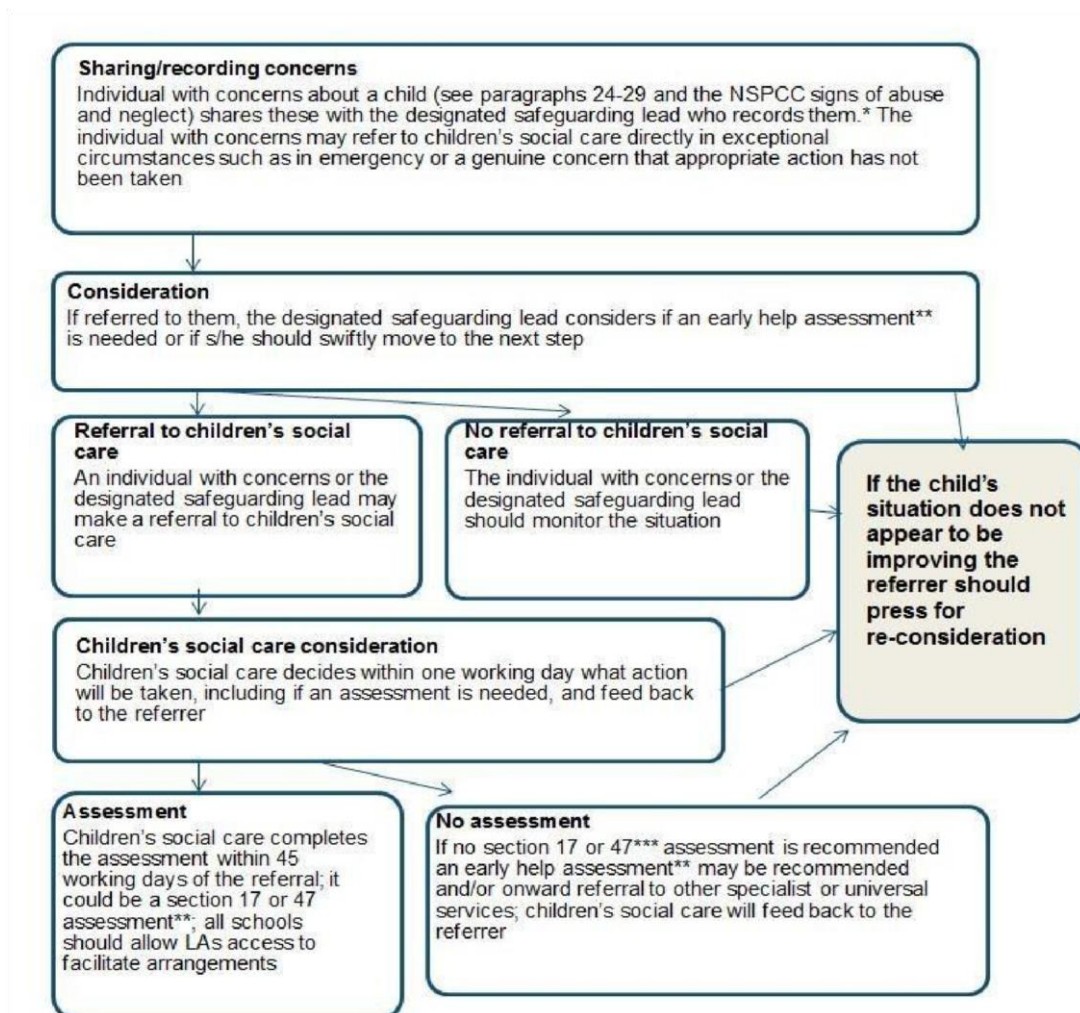 Sharing/recording concerns
Individual with concerns about a child (see paragraphs 24-29 and the NSPCC signs of abuse
and neglect) shares these with the designated safeguarding lead who records them.* The
individual with concerns may refer to children's social care directly in exceptional
circumstances such as in emergency or a genuine concern that appropriate action has not
been taken
Consideration
If referred to them, the designated safeguarding lead considers if an early help assessment**
is needed or if s/he should swiftly move to the next step
Referral to children's social
care
An individual with concerns or the
designated safeguarding lead may
make a referral to children's social
care
No referral to children's social
care
The individual with concerns or the
designated safeguarding lead
should monitor the situation
If the child's
situation does not
appear to be
improving the
referrer should
press for
re-consideration
Children's social care consideration
Children's social care decides within one working day what action
will be taken, including if an assessment is needed, and feed back
to the referrer
Assessment
Children's social care completes
the assessment within 45
working days of the referral; it
could be a section 17 or 47
assessment**; all schools
should allow LAs access to
facilitate arrangements
No assessment
If no section 17 or 47*** assessment is recommended
an early help assessment** may be recommended
and/or onward referral to other specialist or universal
services; children's social care will feed back to the
referrer